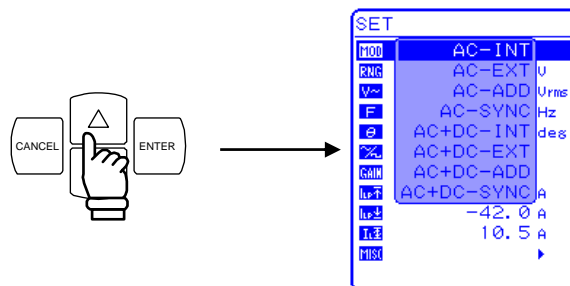 CANCEL
ENTER
SET
MOD AC-INT
RNG AC-EXT V
V~ AC-ADD Vrms
F AC-SYNC Hz
θ AC+DC-INT deg
AC+DC-EXT
GAIN AC+DC-ADD
AC+DC-SYNC A
-42.0 A
10.5 A
MISC